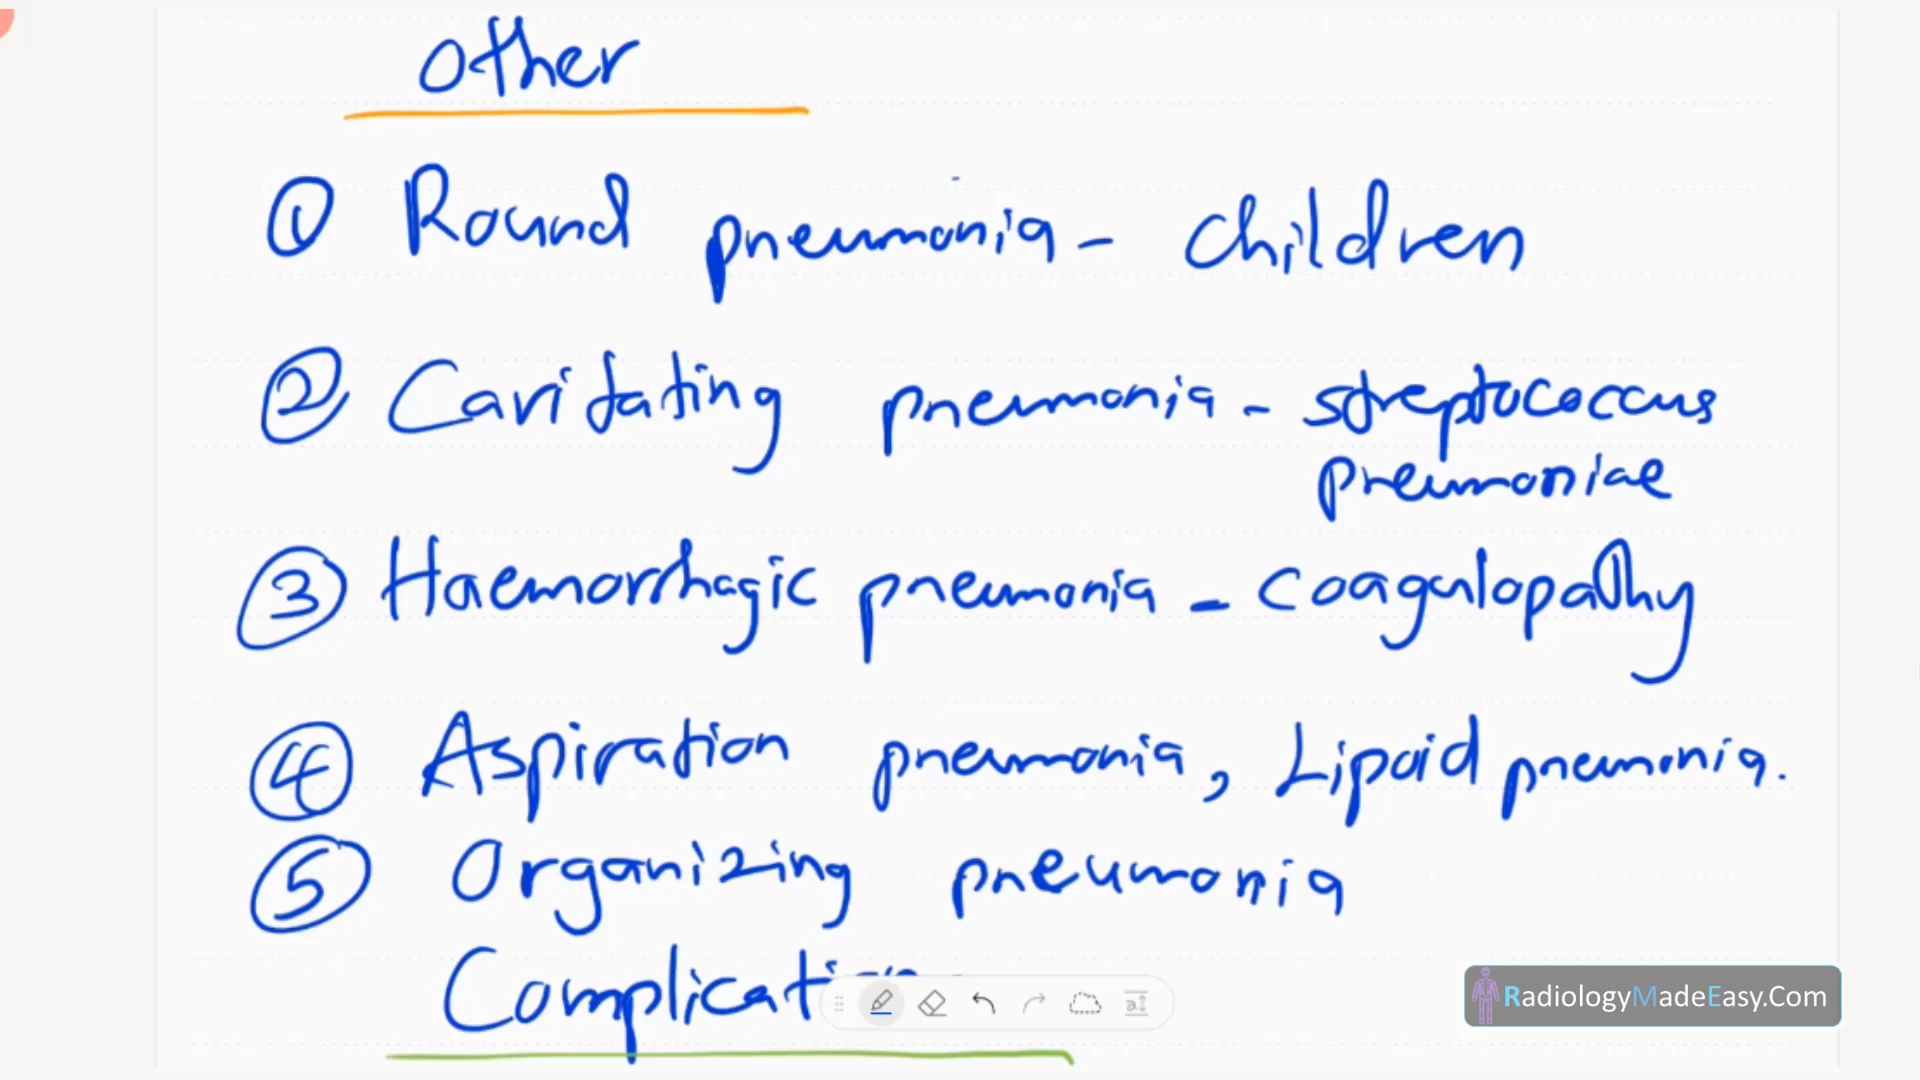 Other
① Round pneumonia - children
② Cavitating pneumonia - streptococcus
pneumoniae
③ Haemorrhagic pneumonia - coagulopathy
④ Aspiration pneumonia, Lipoid pneumonia.
⑤ Organizing pneumonia
RadiologyMadeEasy.Com